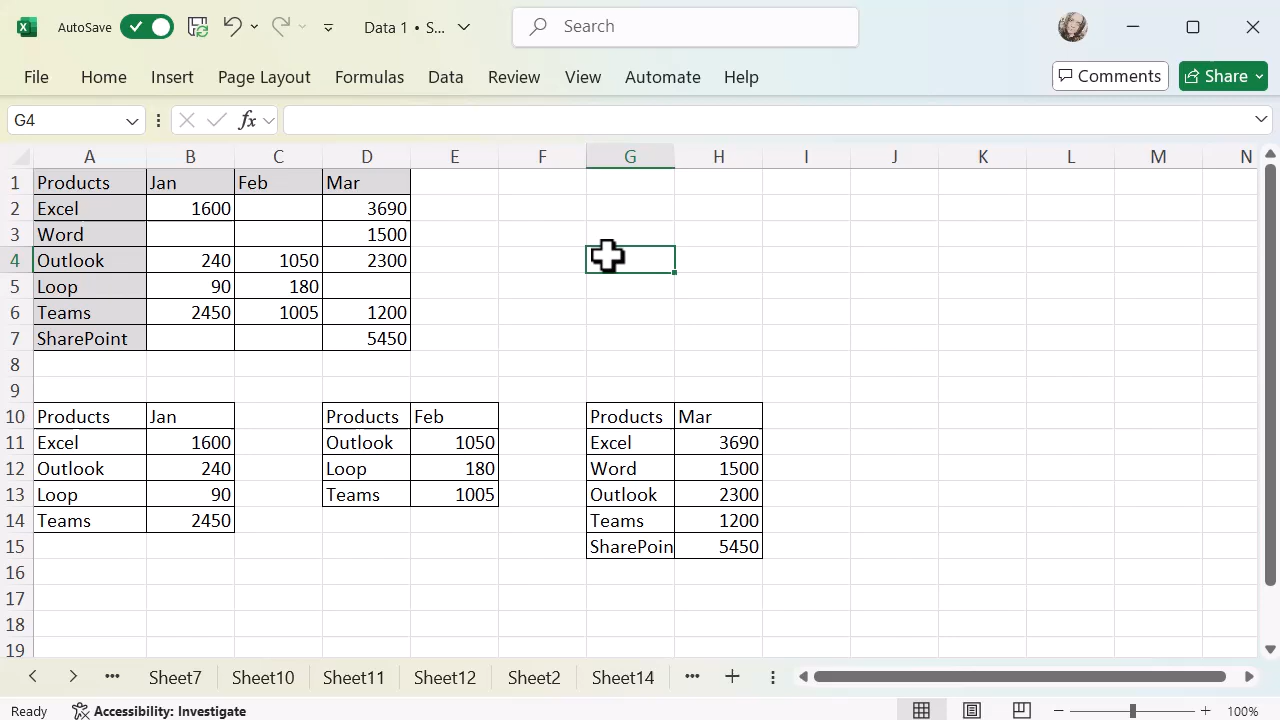 AutoSave Data 1 • S... Search
File Home Insert Page Layout Formulas Data Review View Automate Help Comments Share
G4 fx
A B C D E F G H I J K L M N
1 Products Jan Feb Mar
2 Excel 1600 3690
3 Word 1500
4 Outlook 240 1050 2300
5 Loop 90 180
6 Teams 2450 1005 1200
7 SharePoint 5450
8
9
10 Products Jan Products Feb Products Mar
11 Excel 1600 Outlook 1050 Excel 3690
12 Outlook 240 Loop 180 Word 1500
13 Loop 90 Teams 1005 Outlook 2300
14 Teams 2450 Teams 1200
15 SharePoin 5450
16
17
18
19
... Sheet7 Sheet10 Sheet11 Sheet12 Sheet2 Sheet14 ...
Ready Accessibility: Investigate 100%